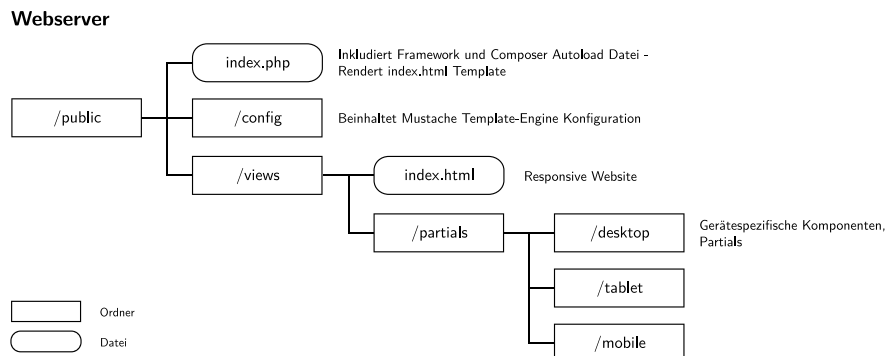 Webserver
index.php
Inkludiert Framework und Composer Autoload Datei -
Rendert index.html Template
/public
/config
Beinhaltet Mustache Template-Engine Konfiguration
/views
index.html
Responsive Website
/partials
/desktop
Gerätespezifische Komponenten,
Partials
/tablet
Ordner
Datei
/mobile